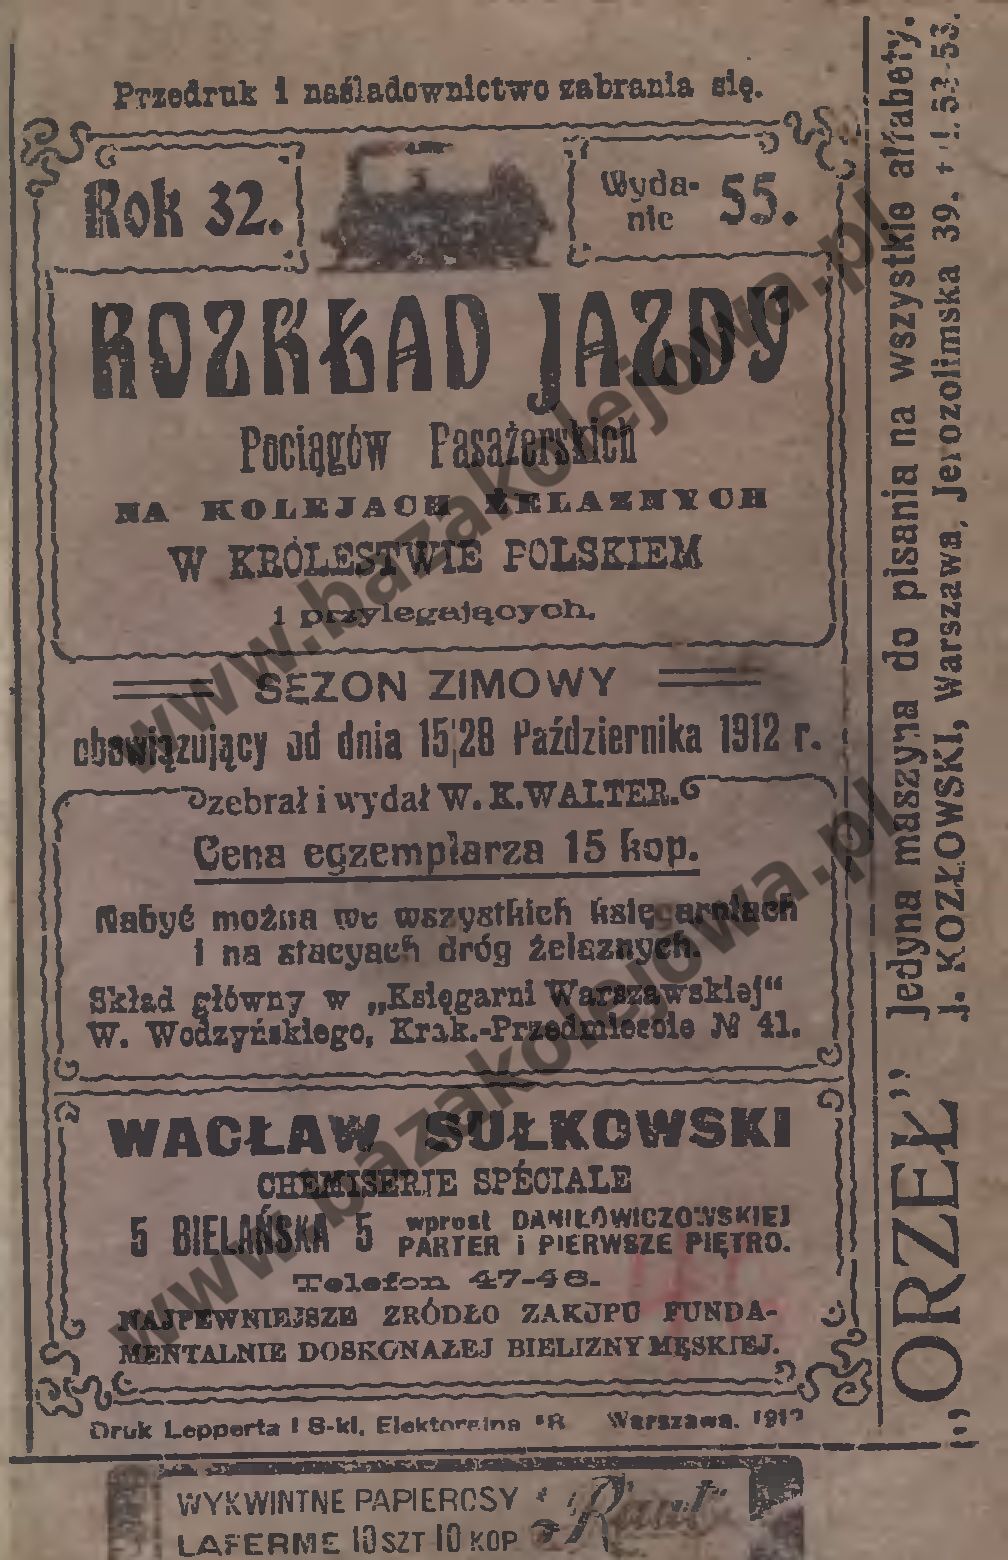 Przedruk i naśladownictwo zabrania się.
Rok 32.
Wyda-
nie 55.
ROZKŁAD JAZDY
Pociągów Pasażerskich
NA KOLEJACH ŻELAZNYCH
W KRÓLESTWIE POLSKIEM
i przylegających.
SEZON ZIMOWY
obowiązujący od dnia 15|28 Października 1912 r.
zebrał i wydał W. K. WALTER.
Cena egzemplarza 15 kop.
Nabyć można we wszystkich księgarniach
i na stacyach dróg żelaznych.
Skład główny w „Księgarni Warszawskiej“
W. Wodzyńskiego, Krak.-Przedmieście № 41.
WACŁAW SUŁKOWSKI
CHEMISERIE SPÉCIALE
5 BIELAŃSKA 5 wprost DANIŁOWICZOWSKIEJ
PARTER i PIERWSZE PIĘTRO.
Telefon 47-46.
NAJPEWNIEJSZE ZRÓDŁO ZAKUPU FUNDA-
MENTALNIE DOSKONAŁEJ BIELIZNY MĘSKIEJ.
Druk Lepperta i S-ki, Elektoralna Warszawa. 1912
„ORZEŁ” Jedyna maszyna do pisania na wszystkie alfabety.
J. KOZŁOWSKI, Warszawa, Jerozolimska 39. 53-53.
WYKWINTNE PAPIEROSY
LAFERME 10 SZT 10 KOP
www.bazakolejowa.pl
www.bazakolejowa.pl